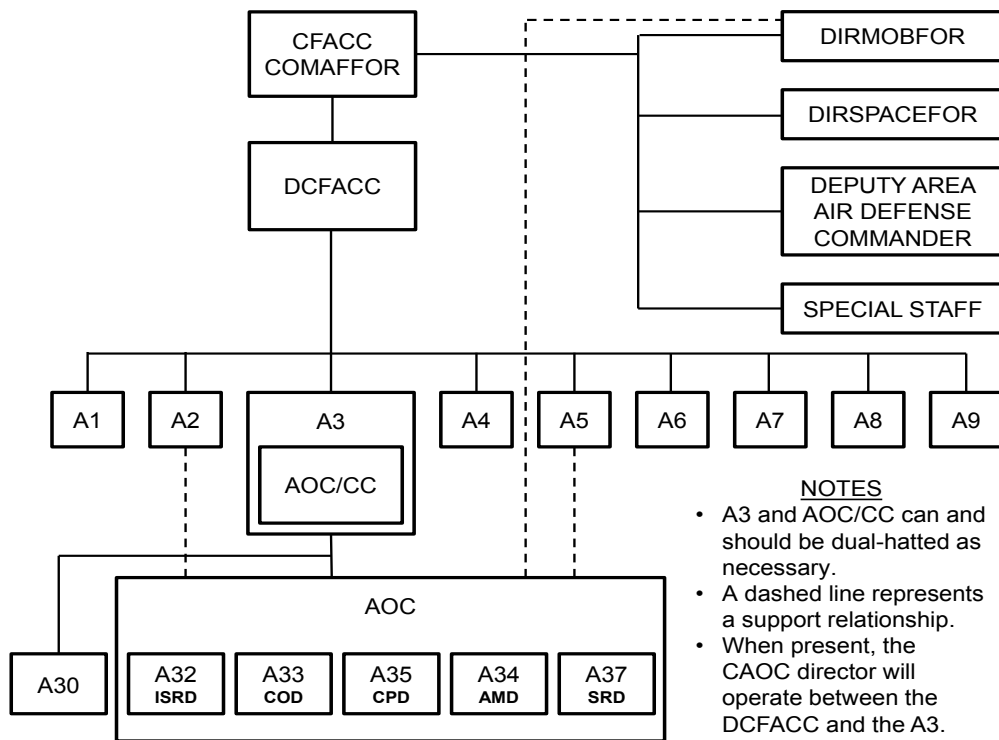 CFACC
COMAFFOR
DIRMOBFOR
DIRSPACEFOR
DCFACC
DEPUTY AREA
AIR DEFENSE
COMMANDER
SPECIAL STAFF
A1
A2
A3
A4
A5
A6
A7
A8
A9
AOC/CC
NOTES
• A3 and AOC/CC can and
should be dual-hatted as
necessary.
• A dashed line represents
a support relationship.
• When present, the
CAOC director will
operate between the
DCFACC and the A3.
AOC
A30
A32
ISRD
A33
COD
A35
CPD
A34
AMD
A37
SRD